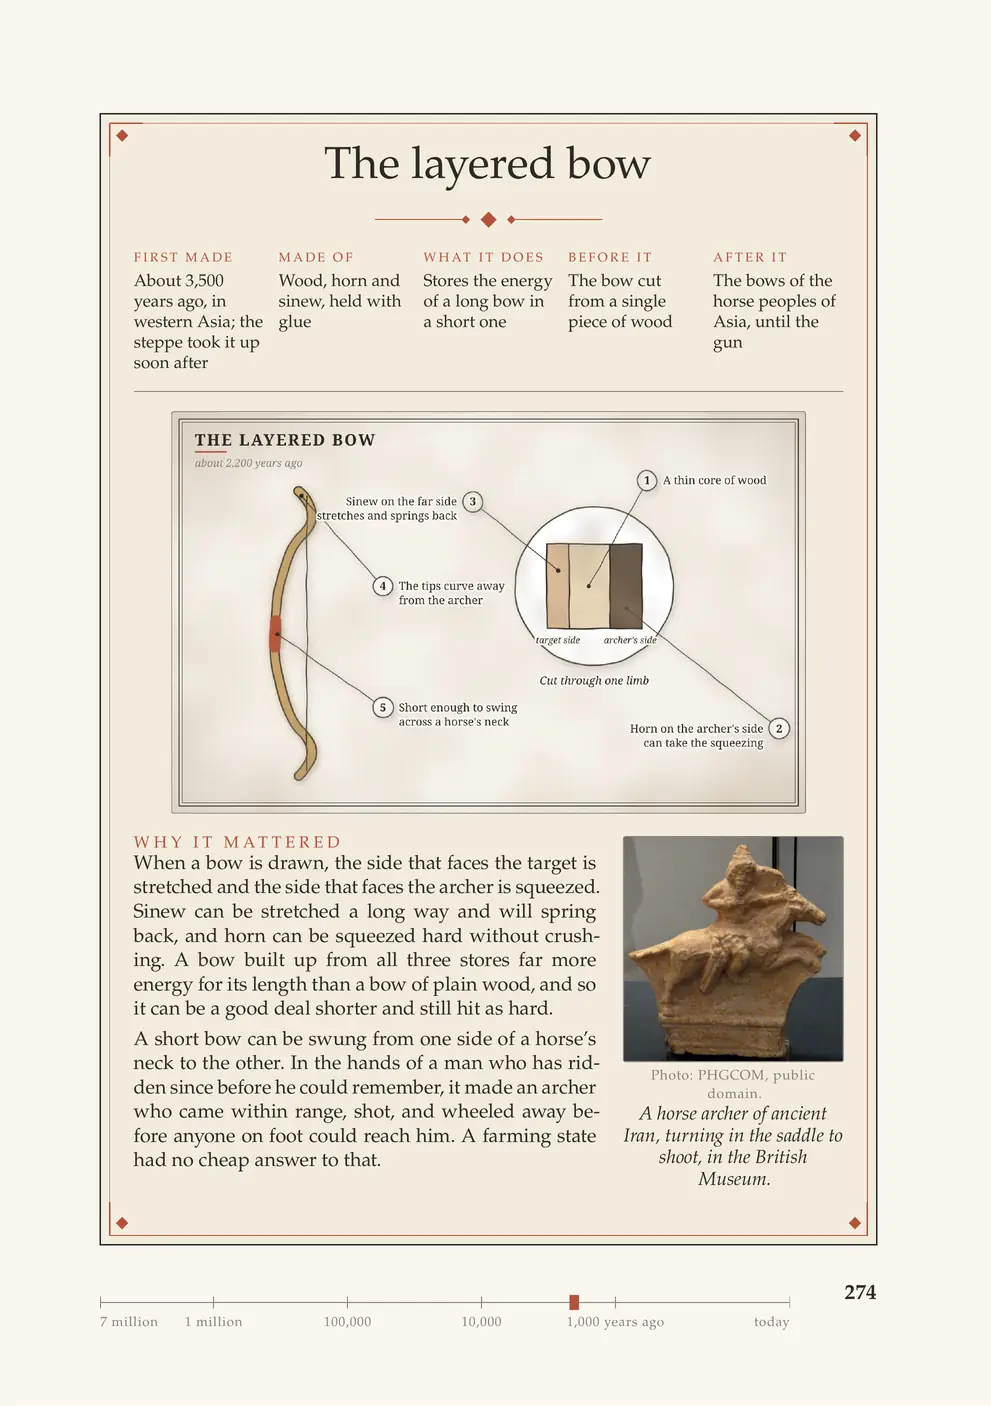 The layered bow
FIRST MADE
About 3,500
years ago, in
western Asia; the
steppe took it up
soon after
MADE OF
Wood, horn and
sinew, held with
glue
WHAT IT DOES
Stores the energy
of a long bow in
a short one
BEFORE IT
The bow cut
from a single
piece of wood
AFTER IT
The bows of the
horse peoples of
Asia, until the
gun
THE LAYERED BOW
about 2,200 years ago
1 A thin core of wood
Sinew on the far side 3
stretches and springs back
4 The tips curve away
from the archer
target side
archer's side
Cut through one limb
5 Short enough to swing
across a horse's neck
Horn on the archer's side 2
can take the squeezing
WHY IT MATTERED
When a bow is drawn, the side that faces the target is
stretched and the side that faces the archer is squeezed.
Sinew can be stretched a long way and will spring
back, and horn can be squeezed hard without crush-
ing. A bow built up from all three stores far more
energy for its length than a bow of plain wood, and so
it can be a good deal shorter and still hit as hard.
A short bow can be swung from one side of a horse's
neck to the other. In the hands of a man who has rid-
den since before he could remember, it made an archer
who came within range, shot, and wheeled away be-
fore anyone on foot could reach him. A farming state
had no cheap answer to that.
Photo: PHGCOM, public
domain.
A horse archer of ancient
Iran, turning in the saddle to
shoot, in the British
Museum.
274
7 million
1 million
100,000
10,000
1,000 years ago
today